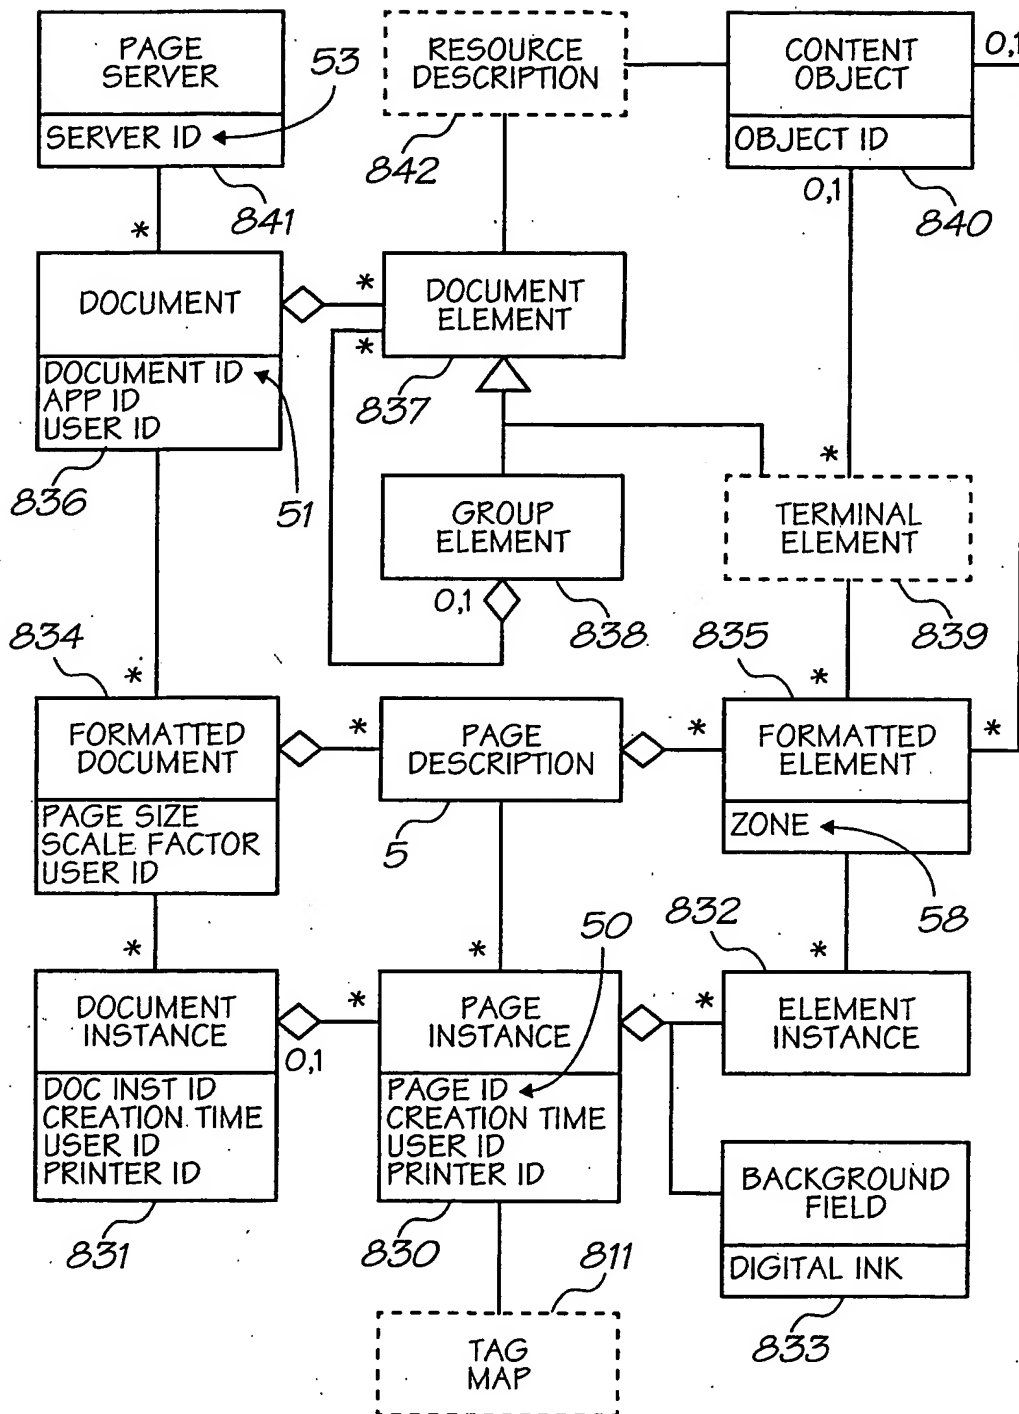 PAGE
SERVER
SERVER ID
53
841
RESOURCE
DESCRIPTION
842
CONTENT
OBJECT
OBJECT ID
0,1
0,1
840
*
DOCUMENT
DOCUMENT ID
APP ID
USER ID
836
51
*
*
DOCUMENT
ELEMENT
837
GROUP
ELEMENT
0,1
838
*
TERMINAL
ELEMENT
839
834
*
FORMATTED
DOCUMENT
PAGE SIZE
SCALE FACTOR
USER ID
*
PAGE
DESCRIPTION
5
835
*
*
*
FORMATTED
ELEMENT
ZONE
58
*
DOCUMENT
INSTANCE
0,1
DOC INST ID
CREATION TIME
USER ID
PRINTER ID
831
*
*
50
PAGE
INSTANCE
PAGE ID
CREATION TIME
USER ID
PRINTER ID
830
832
*
*
ELEMENT
INSTANCE
BACKGROUND
FIELD
DIGITAL INK
833
811
TAG
MAP